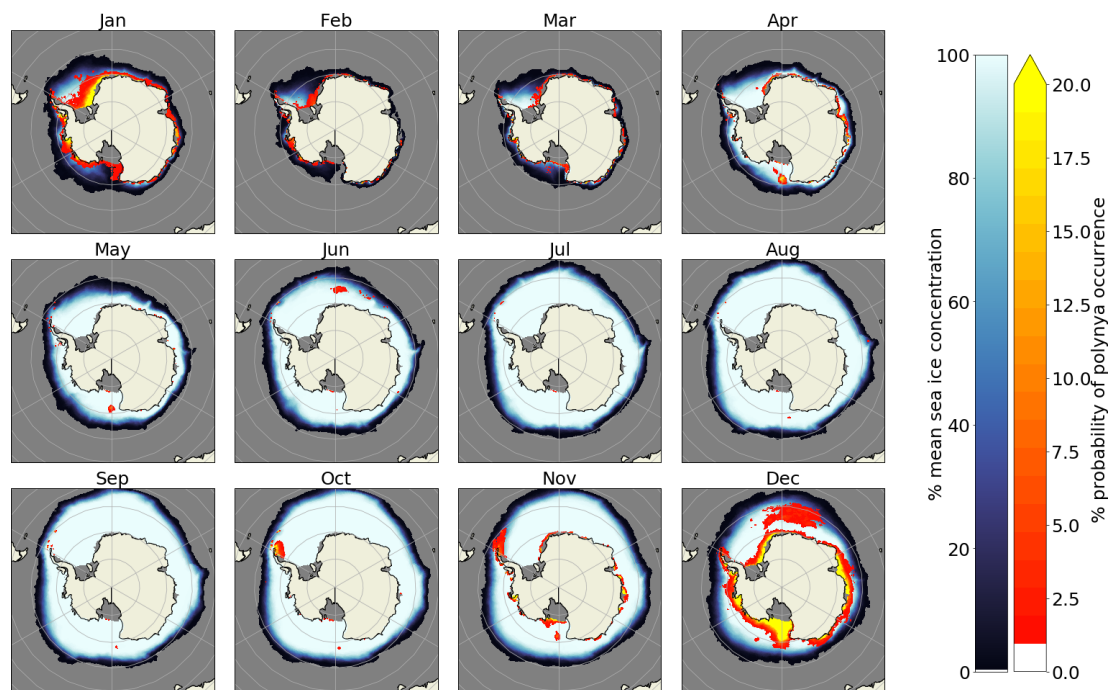 Jan
Feb
Mar
Apr
May
Jun
Jul
Aug
Sep
Oct
Nov
Dec
100
80
60
40
20
0
% mean sea ice concentration
20.0
17.5
15.0
12.5
10.0
7.5
5.0
2.5
0.0
% probability of polynya occurrence